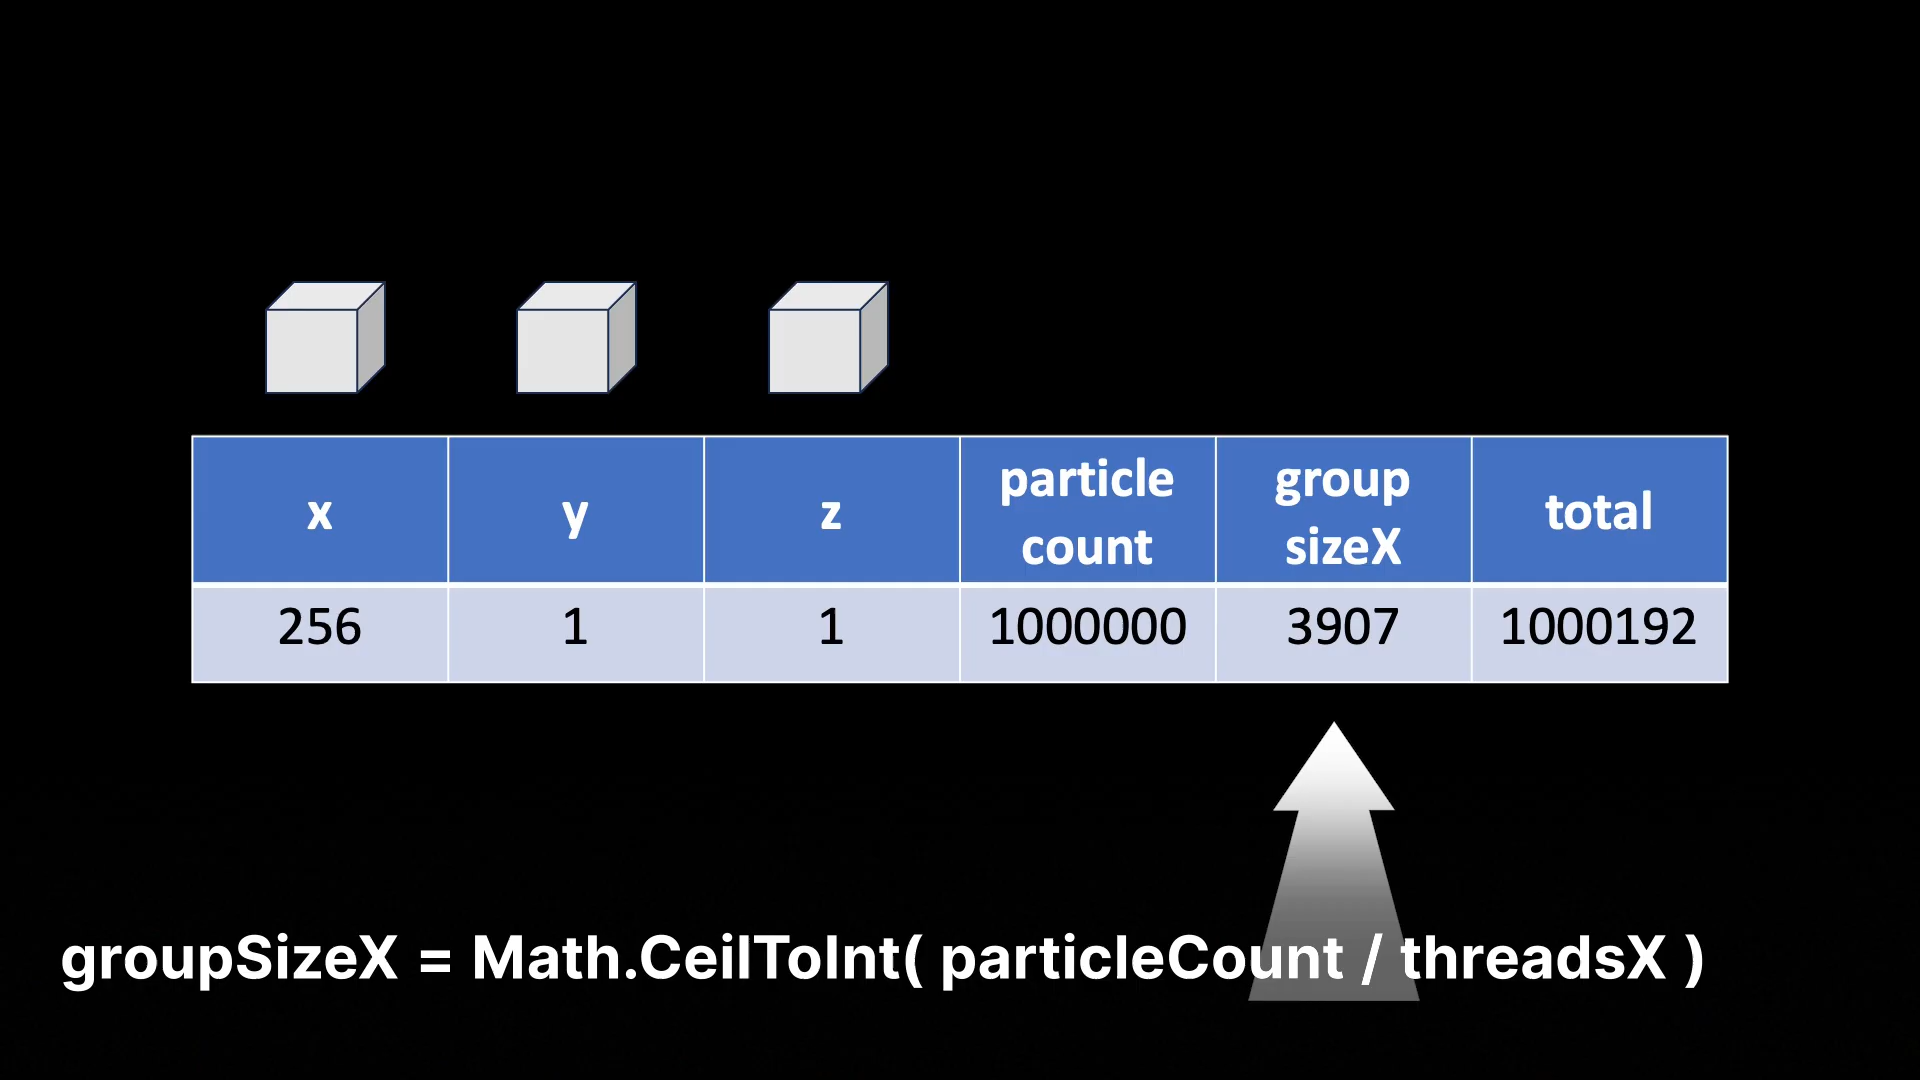 x y z particle count group sizeX total
256 1 1 1000000 3907 1000192
groupSizeX = Math.CeilToInt( particleCount / threadsX )